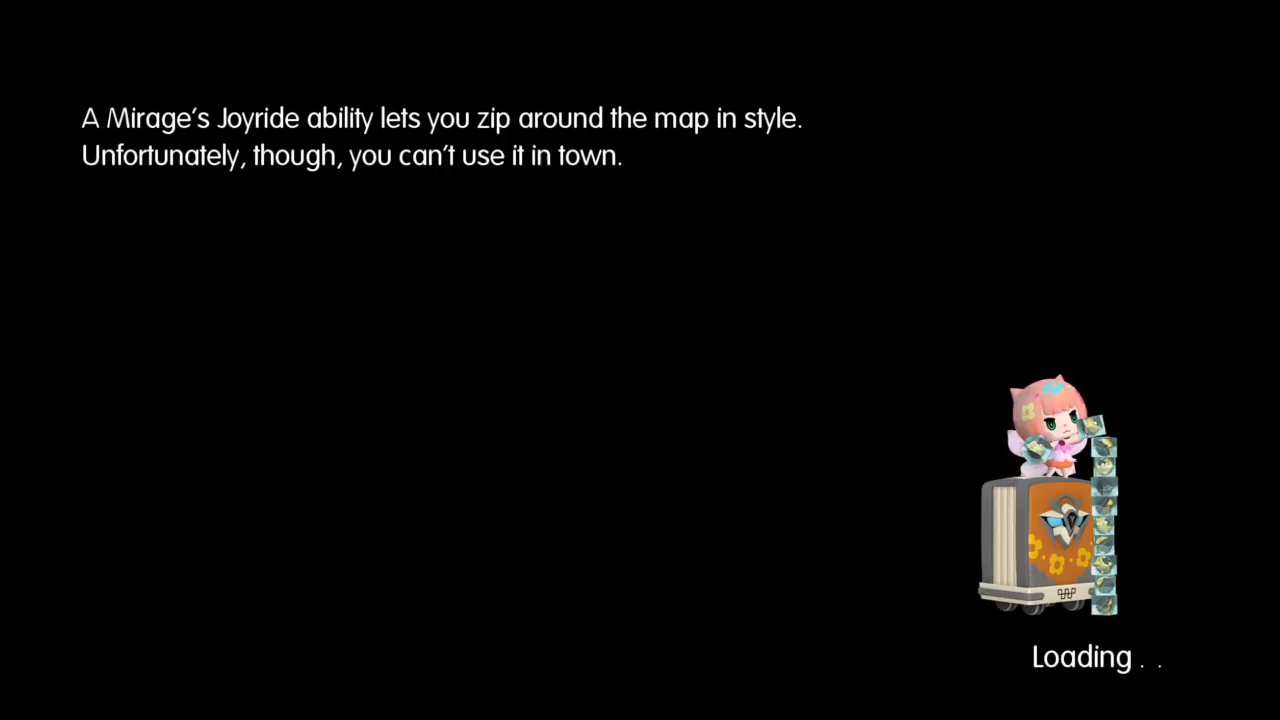 A Mirage's Joyride ability lets you zip around the map in style.
Unfortunately, though, you can't use it in town.
Loading . .